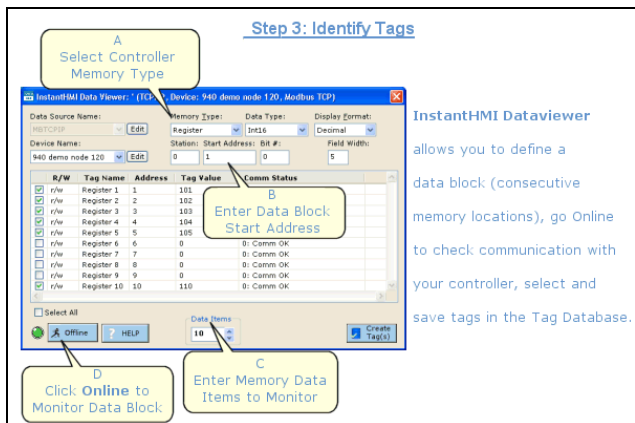 Step 3: Identify Tags
A
Select Controller
Memory Type
InstantHMI Data Viewer: * (TCP/IP, Device: 940 demo node 120, Modbus TCP)
Data Source Name:
Memory Type:
Data Type:
Display Format:
MBTCPIP
Edit
Register
Int16
Decimal
Device Name:
Station:
Start Address:
Bit #:
Field Width:
940 demo node 120
Edit
0
1
0
5
R/W Tag Name Address Tag Value Comm Status
r/w Register 1 1 101
r/w Register 2 2 102
r/w Register 3 3 103
r/w Register 4 4 104
r/w Register 5 5 105
r/w Register 6 6 0 0: Comm OK
r/w Register 7 7 0 0: Comm OK
r/w Register 8 8 0 0: Comm OK
r/w Register 9 9 0 0: Comm OK
r/w Register 10 10 110 0: Comm OK
B
Enter Data Block
Start Address
Select All
Offline
? HELP
Data Items
10
Create
Tag(s)
D
Click Online to
Monitor Data Block
C
Enter Memory Data
Items to Monitor
InstantHMI Dataviewer
allows you to define a
data block (consecutive
memory locations), go Online
to check communication with
your controller, select and
save tags in the Tag Database.